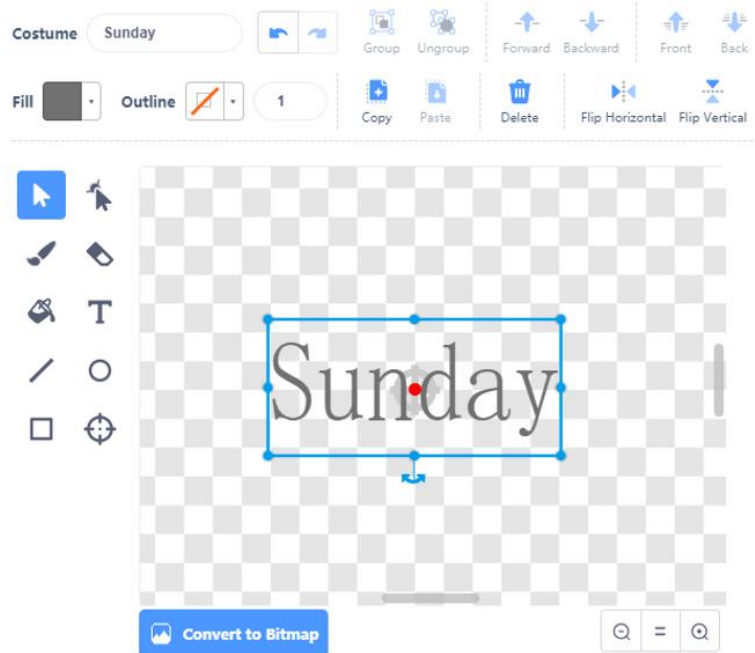 Costume Sunday Group Ungroup Forward Backward Front Back
Fill Outline 1 Copy Paste Delete Flip Horizontal Flip Vertical
T
Sunday
Convert to Bitmap